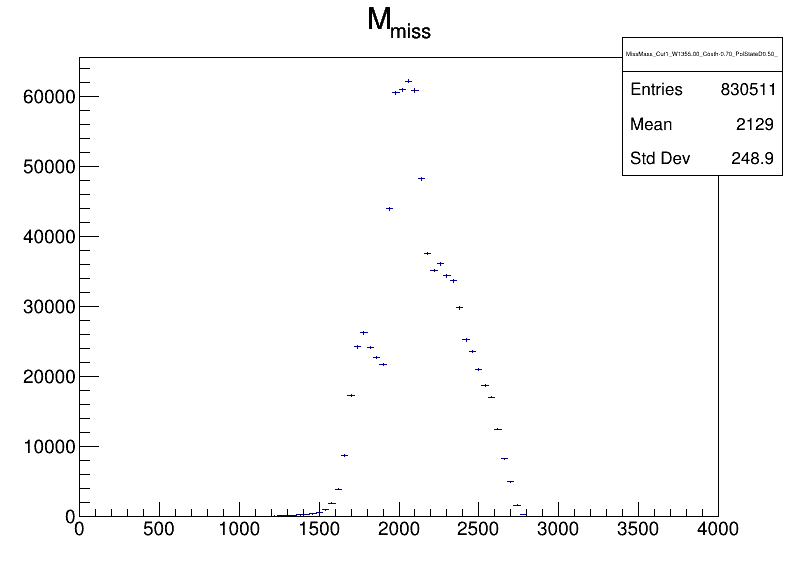 M_miss
MissMass_Cut1_W1355.00_Costh-0.70_PolStateD0.50_
Entries 830511
Mean 2129
Std Dev 248.9
60000
50000
40000
30000
20000
10000
0
0 500 1000 1500 2000 2500 3000 3500 4000